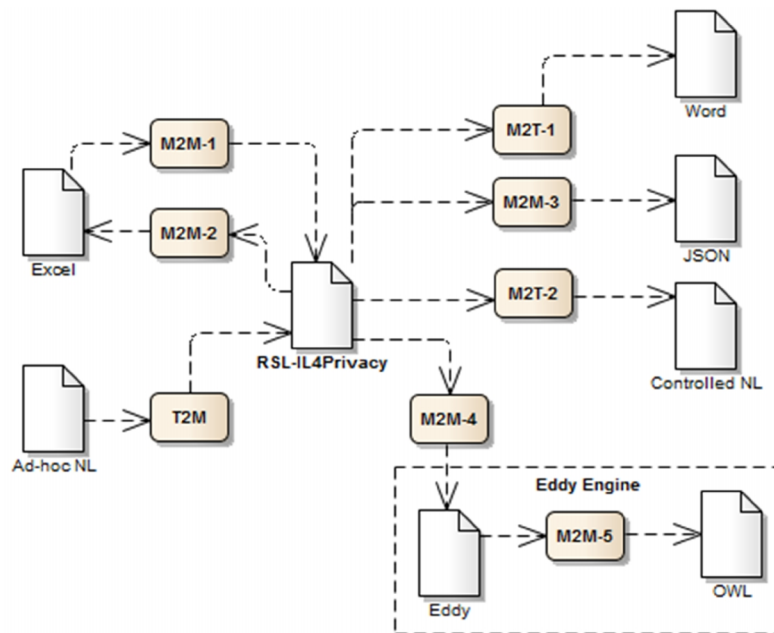 Word
M2T-1
M2M-1
M2M-3
JSON
M2M-2
Excel
M2T-2
RSL-IL4Privacy
Controlled NL
T2M
M2M-4
Ad-hoc NL
Eddy Engine
M2M-5
Eddy
OWL